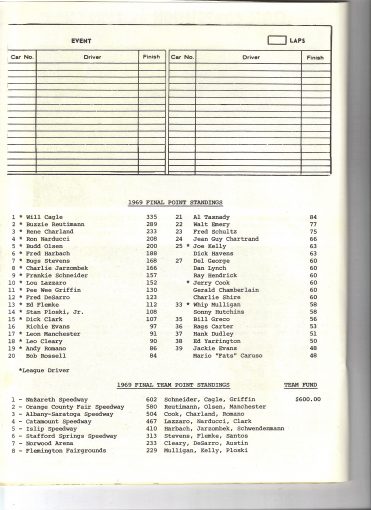 EVENT LAPS
Car No. Driver Finish Car No. Driver Finish
1969 FINAL POINT STANDINGS
1 * Will Cagle 335 21 Al Tasnady 84
2 * Buzzie Reutimann 289 22 Walt Emery 77
3 * Rene Charland 233 23 Fred Schultz 75
4 * Ron Narducci 208 24 Jean Guy Chartrand 66
5 * Budd Olsen 200 25 * Joe Kelly 63
6 * Fred Harbach 188 Dick Havens 63
7 * Bugs Stevens 168 27 Del George 60
8 * Charlie Jarzombek 166 Dan Lynch 60
9 * Frankie Schneider 157 Ray Hendrick 60
10 * Lou Lazzaro 152 * Jerry Cook 60
11 * Pee Wee Griffin 130 Gerald Chamberlain 60
12 * Fred DeSarro 123 Charlie Shire 60
13 * Ed Flemke 112 33 * Whip Mulligan 58
14 * Stan Ploski, Jr. 108 Sonny Hutchins 58
15 * Dick Clark 107 35 Bill Greco 56
16 Richie Evans 97 36 Rags Carter 53
17 * Leon Manchester 91 37 Hank Dudley 51
18 * Leo Cleary 90 38 Ed Yarrington 50
19 * Andy Romano 86 39 Jackie Evans 48
20 Bob Rossell 84 Mario "Fats" Caruso 48
*League Driver
1969 FINAL TEAM POINT STANDINGS TEAM FUND
1 - Nazareth Speedway 602 Schneider, Cagle, Griffin $600.00
2 - Orange County Fair Speedway 580 Reutimann, Olsen, Manchester
3 - Albany-Saratoga Speedway 504 Cook, Charland, Romano
4 - Catamount Speedway 467 Lazzaro, Narducci, Clark
5 - Islip Speedway 410 Harbach, Jarzombek, Schwendemann
6 - Stafford Springs Speedway 313 Stevens, Flemke, Santos
7 - Norwood Arena 233 Cleary, DeSarro, Austin
8 - Flemington Fairgrounds 229 Mulligan, Kelly, Ploski